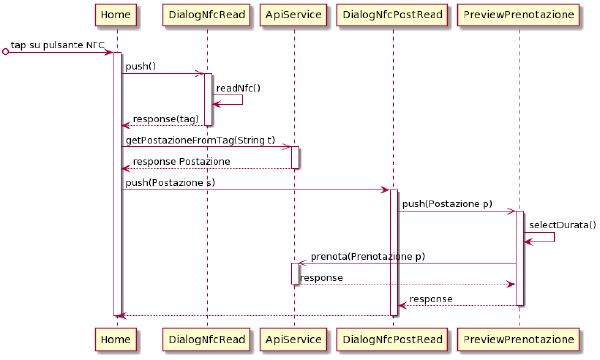 Home DialogNfcRead ApiService DialogNfcPostRead PreviewPrenotazione
tap su pulsante NFC
push()
readNfc()
response(tag)
getPostazioneFromTag(String t)
response Postazione
push(Postazione s)
push(Postazione p)
selectDurata()
prenota(Prenotazione p)
response
response
Home DialogNfcRead ApiService DialogNfcPostRead PreviewPrenotazione